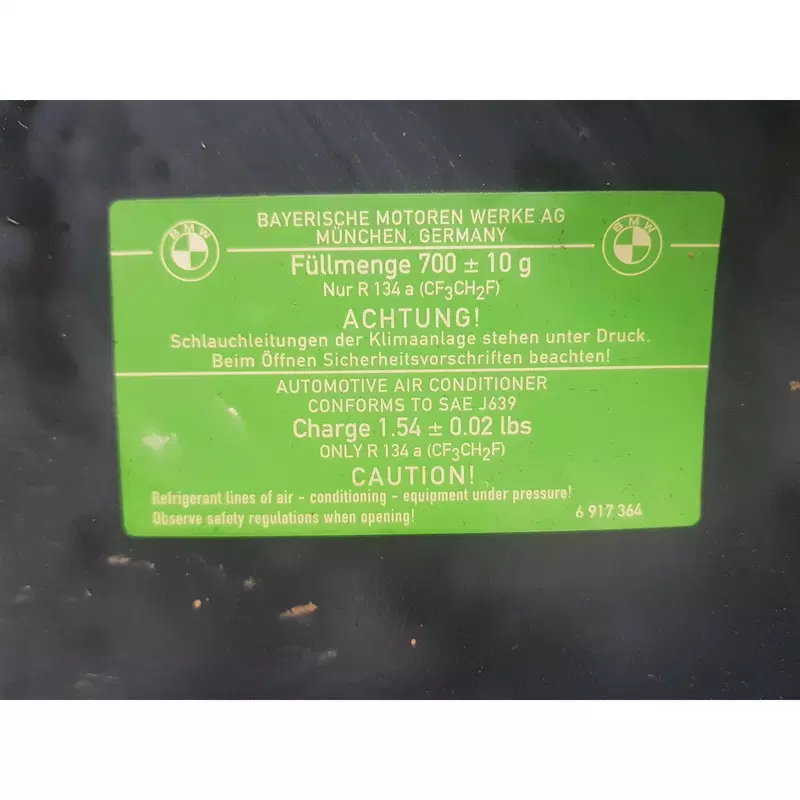 BMW
BMW
BAYERISCHE MOTOREN WERKE AG
MÜNCHEN, GERMANY
Füllmenge 700 ± 10 g
Nur R 134 a (CF₃CH₂F)
ACHTUNG!
Schlauchleitungen der Klimaanlage stehen unter Druck.
Beim Öffnen Sicherheitsvorschriften beachten!
AUTOMOTIVE AIR CONDITIONER
CONFORMS TO SAE J639
Charge 1.54 ± 0.02 lbs
ONLY R 134 a (CF₃CH₂F)
CAUTION!
Refrigerant lines of air - conditioning - equipment under pressure!
Observe safety regulations when opening!
6 917 364